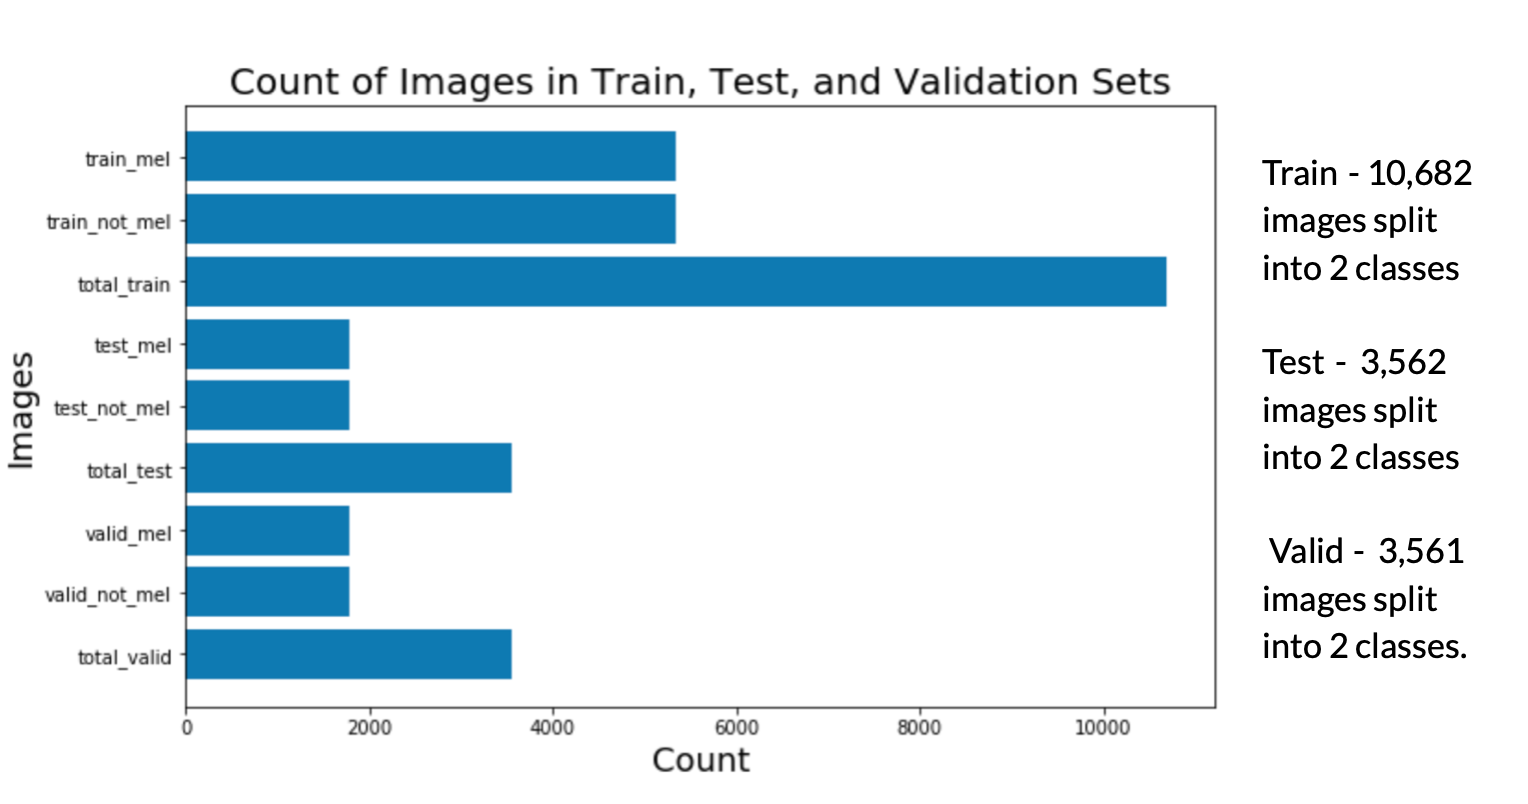 Count of Images in Train, Test, and Validation Sets
train_mel
train_not_mel
total_train
test_mel
test_not_mel
total_test
valid_mel
valid_not_mel
total_valid
Images
0 2000 4000 6000 8000 10000
Count
Train - 10,682
images split
into 2 classes
Test - 3,562
images split
into 2 classes
Valid - 3,561
images split
into 2 classes.